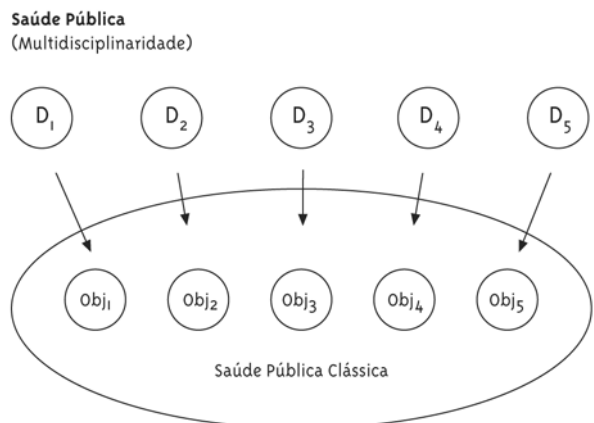 Saúde Pública
(Multidisciplinaridade)
D₁ D₂ D₃ D₄ D₅
Obj₁ Obj₂ Obj₃ Obj₄ Obj₅
Saúde Pública Clássica